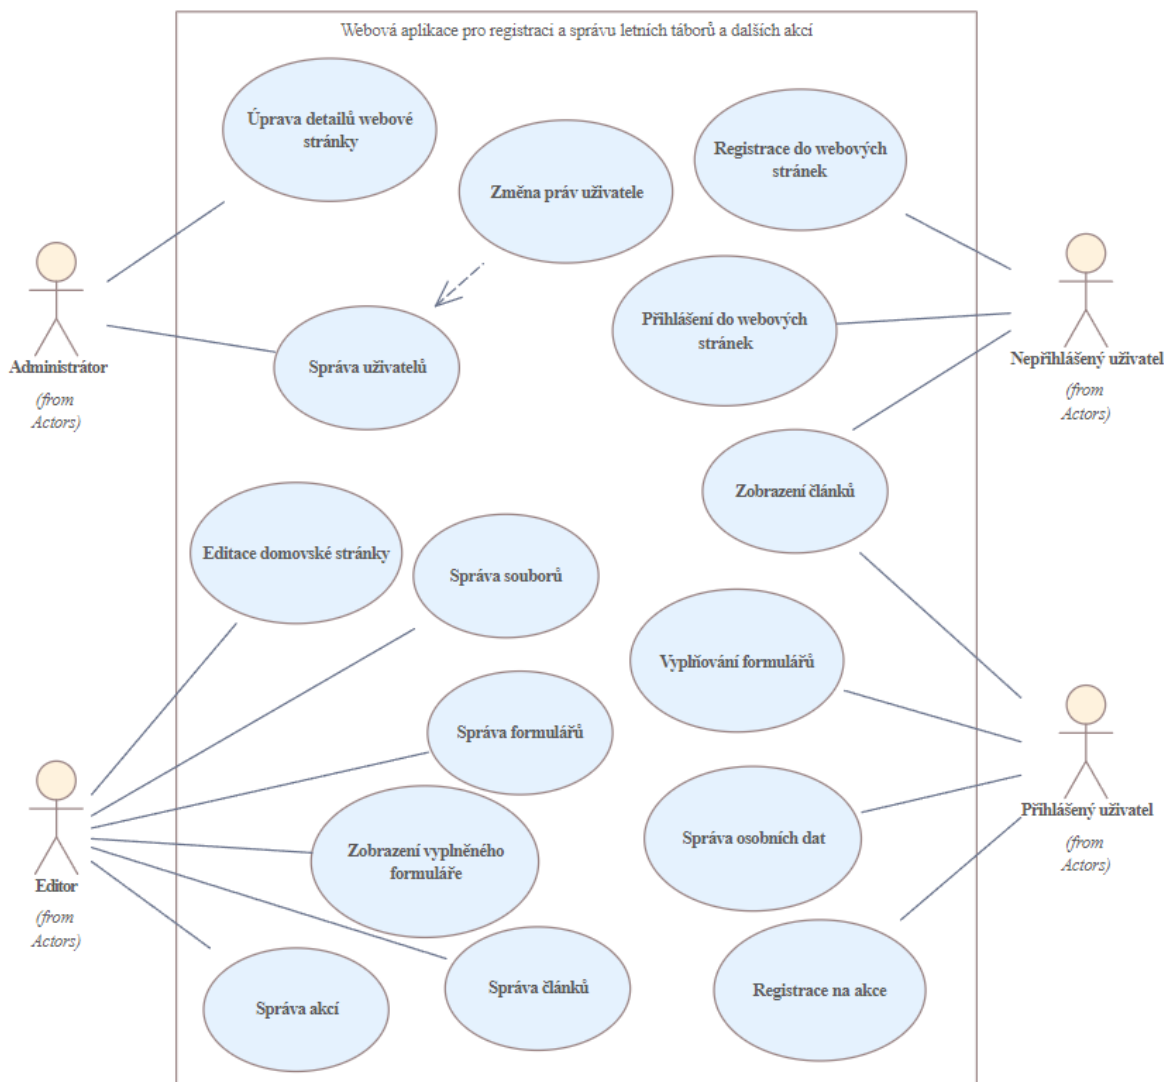 Webová aplikace pro registraci a správu letních táborů a dalších akcí
Úprava detailů webové
stránky
Změna práv uživatele
Registrace do webových
stránek
Přihlášení do webových
stránek
Správa uživatelů
Administrátor
(from
Actors)
Nepřihlášený uživatel
(from
Actors)
Zobrazení článků
Editace domovské stránky
Správa souborů
Vyplňování formulářů
Správa formulářů
Přihlášený uživatel
(from
Actors)
Správa osobních dat
Zobrazení vyplněného
formuláře
Editor
(from
Actors)
Správa článků
Registrace na akce
Správa akcí